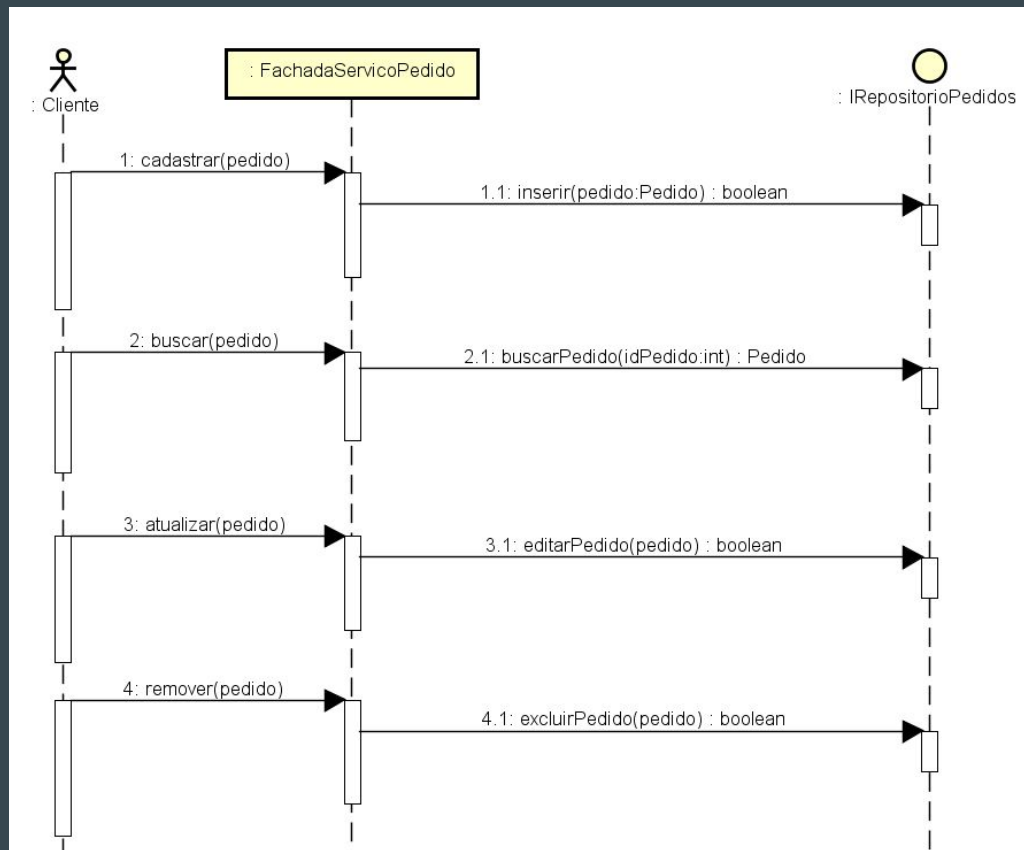 : Cliente
: FachadaServicoPedido
: IRepositorioPedidos
1: cadastrar(pedido)
1.1: inserir(pedido:Pedido) : boolean
2: buscar(pedido)
2.1: buscarPedido(idPedido:int) : Pedido
3: atualizar(pedido)
3.1: editarPedido(pedido) : boolean
4: remover(pedido)
4.1: excluirPedido(pedido) : boolean